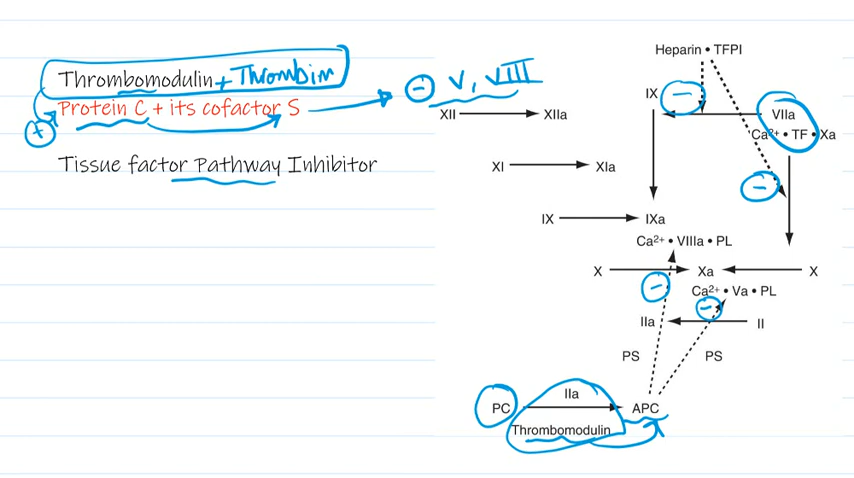 Thrombomodulin + Thrombin
Protein C + its cofactor S → ⊖ V, VIII
+
Tissue factor Pathway Inhibitor
Heparin • TFPI
IX − VIIa
Ca²⁺ • TF • Xa
XII → XIIa
XI → XIa
−
IX → IXa
Ca²⁺ • VIIIa • PL
X → Xa ← X
−
Ca²⁺ • Va • PL
−
IIa ← II
PS PS
IIa
PC → APC
Thrombomodulin